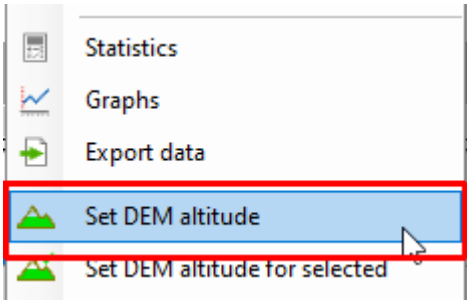 Statistics
Graphs
Export data
Set DEM altitude
Set DEM altitude for selected